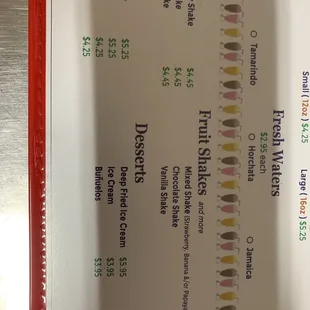 Small (12oz) $4.25 Large (16oz) $5.25
Fresh Waters
$2.95 each
Tamarindo Horchata Jamaica
Fruit Shakes and more
Shake $4.45 Mixed Shake (Strawberry, Banana &/or Papaya
$4.45 Chocolate Shake
Shake $4.45 Vanilla Shake
Desserts
$5.25 Deep Fried Ice Cream $5.95
$5.25 Ice Cream $3.95
$4.25 Buñuelos $3.95
$4.25